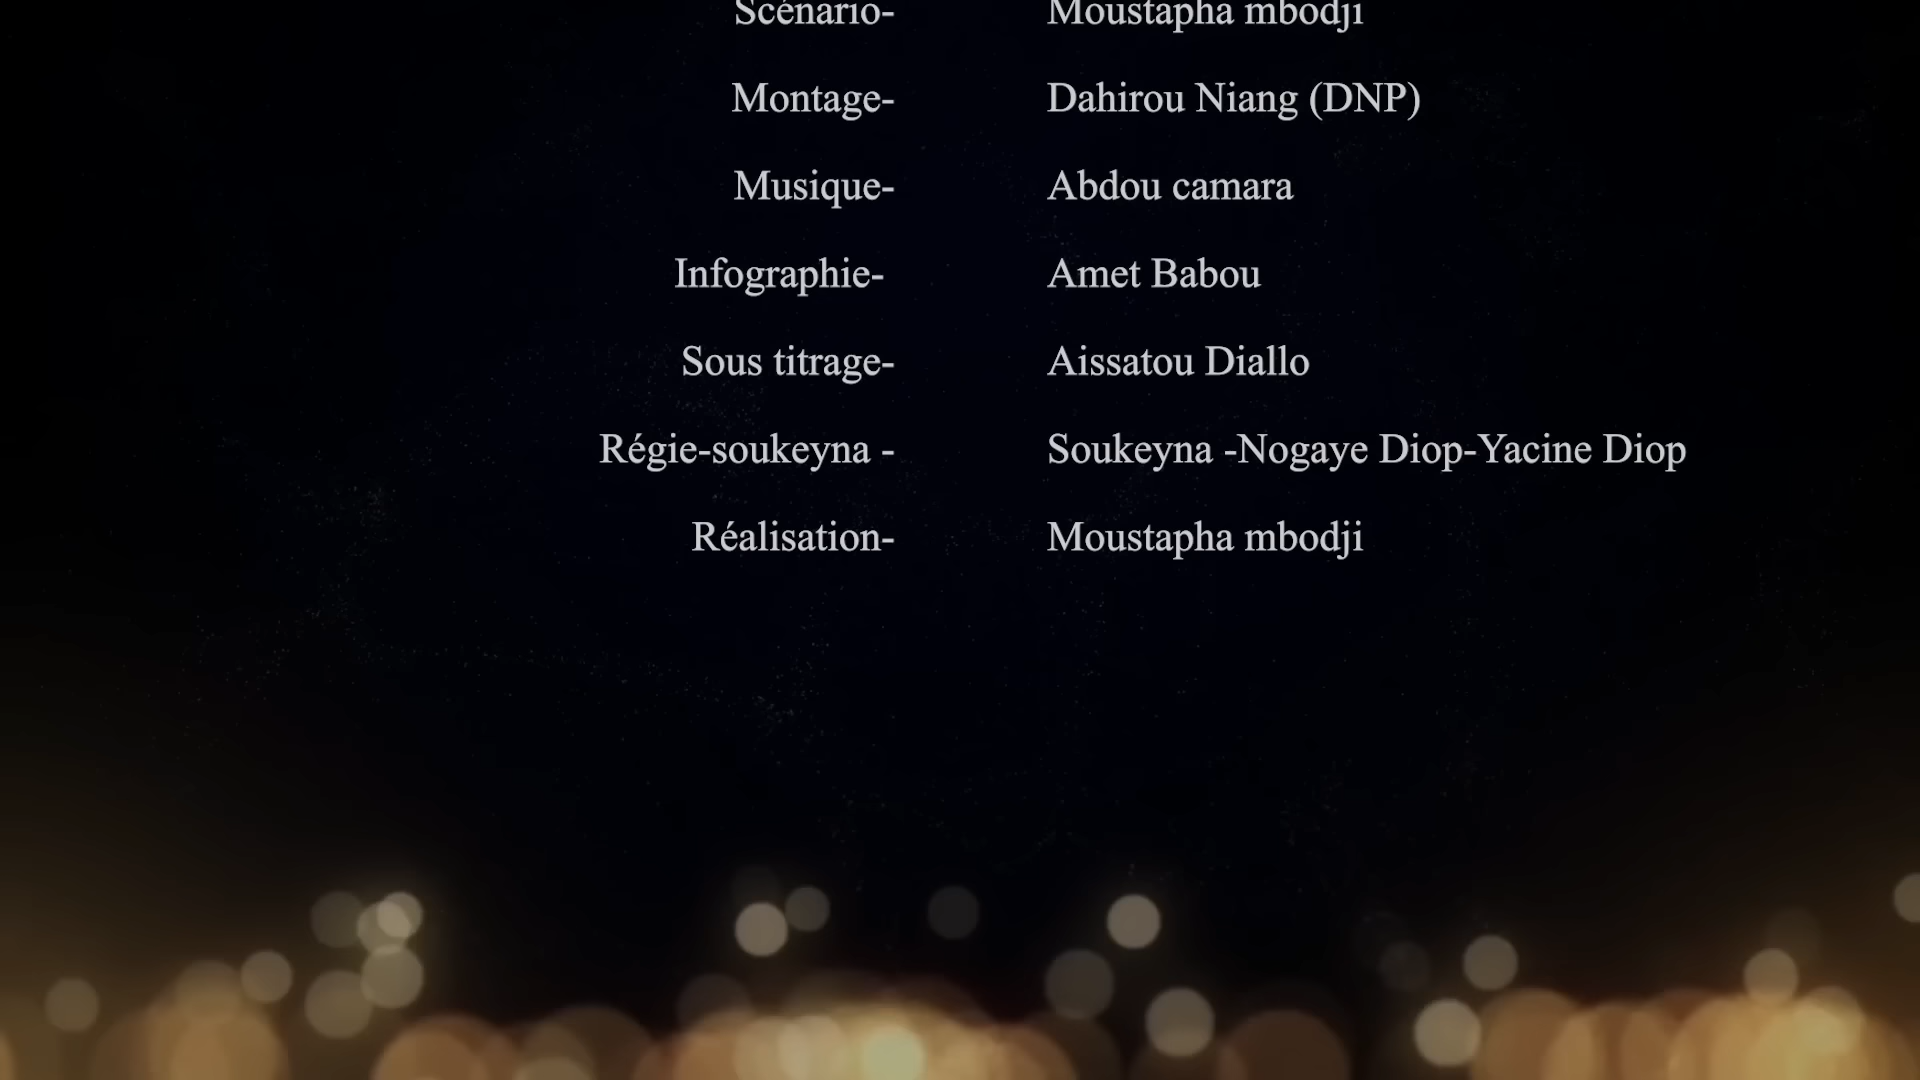 Scénario- Moustapha mbodji
Montage- Dahirou Niang (DNP)
Musique- Abdou camara
Infographie- Amet Babou
Sous titrage- Aissatou Diallo
Régie-soukeyna - Soukeyna -Nogaye Diop-Yacine Diop
Réalisation- Moustapha mbodji